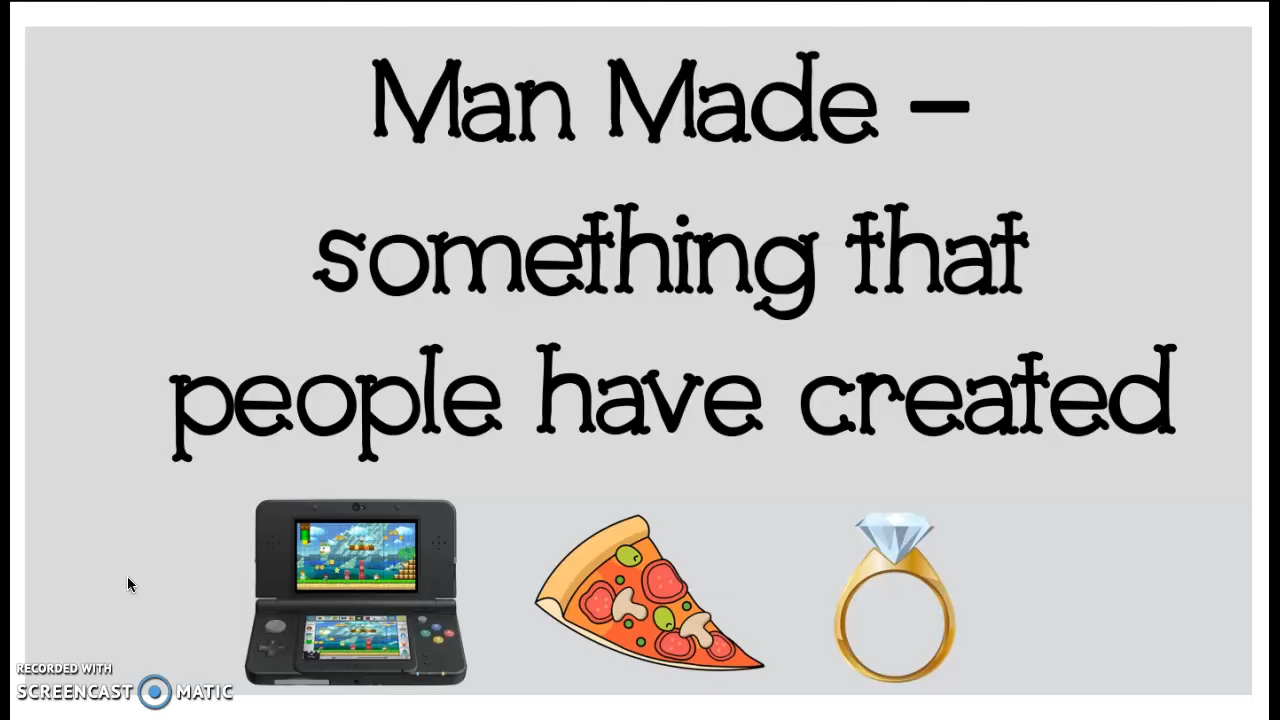 Man Made –
something that
people have created
RECORDED WITH
SCREENCAST MATIC